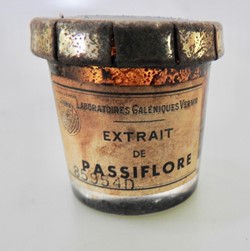 LABORATOIRES GALÉNIQUES VERNIN
EXTRAIT
DE
PASSIFLORE
85954D